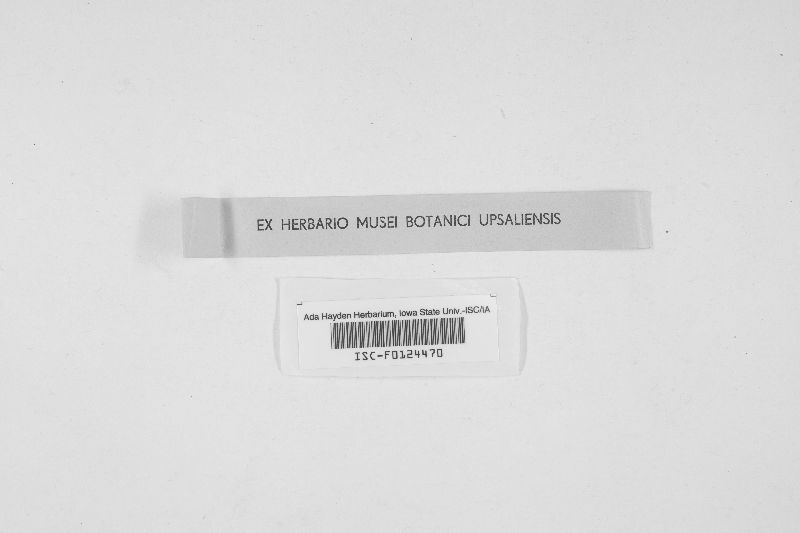 EX HERBARIO MUSEI BOTANICI UPSALIENSIS
Ada Hayden Herbarium, Iowa State Univ.-ISC/IA
ISC-F0124470